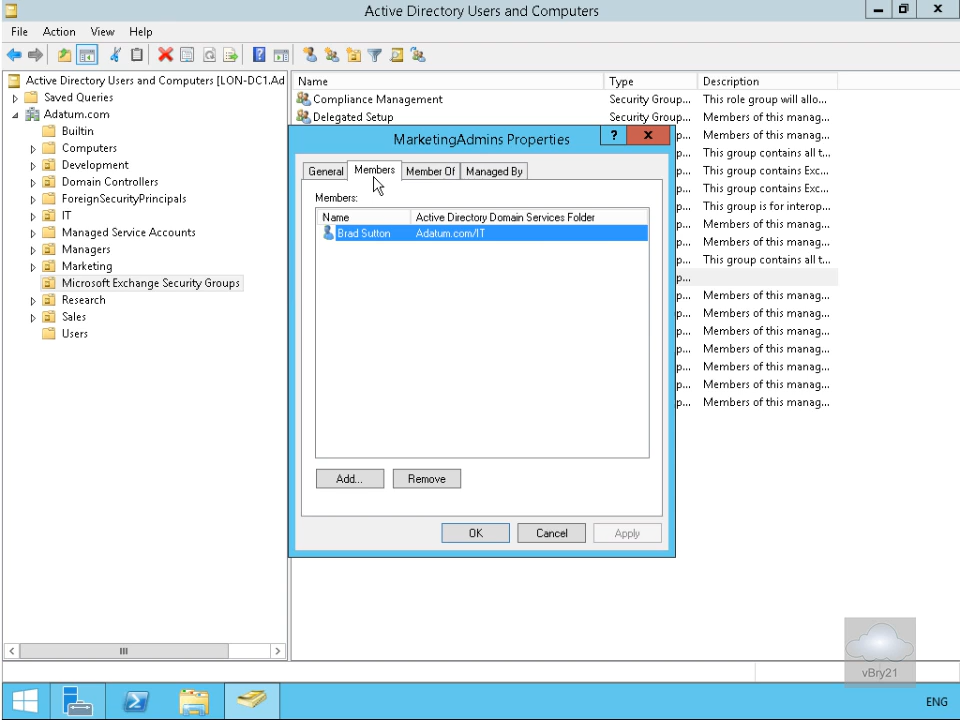 Active Directory Users and Computers
File Action View Help
Active Directory Users and Computers [LON-DC1.Ad
Saved Queries
Adatum.com
Builtin
Computers
Development
Domain Controllers
ForeignSecurityPrincipals
IT
Managed Service Accounts
Managers
Marketing
Microsoft Exchange Security Groups
Research
Sales
Users
Name Type Description
Compliance Management Security Group... This role group will allo...
Delegated Setup Security Group... Members of this manag...
p... Members of this manag...
p... This group contains all t...
p... This group contains Exc...
p... This group contains Exc...
p... This group is for interop...
p... Members of this manag...
p... Members of this manag...
p... This group contains all t...
p...
p... Members of this manag...
p... Members of this manag...
p... Members of this manag...
p... Members of this manag...
p... Members of this manag...
p... Members of this manag...
p... Members of this manag...
MarketingAdmins Properties ? x
General Members Member Of Managed By
Members:
Name Active Directory Domain Services Folder
Brad Sutton Adatum.com/IT
Add... Remove
OK Cancel Apply
vBry21
ENG